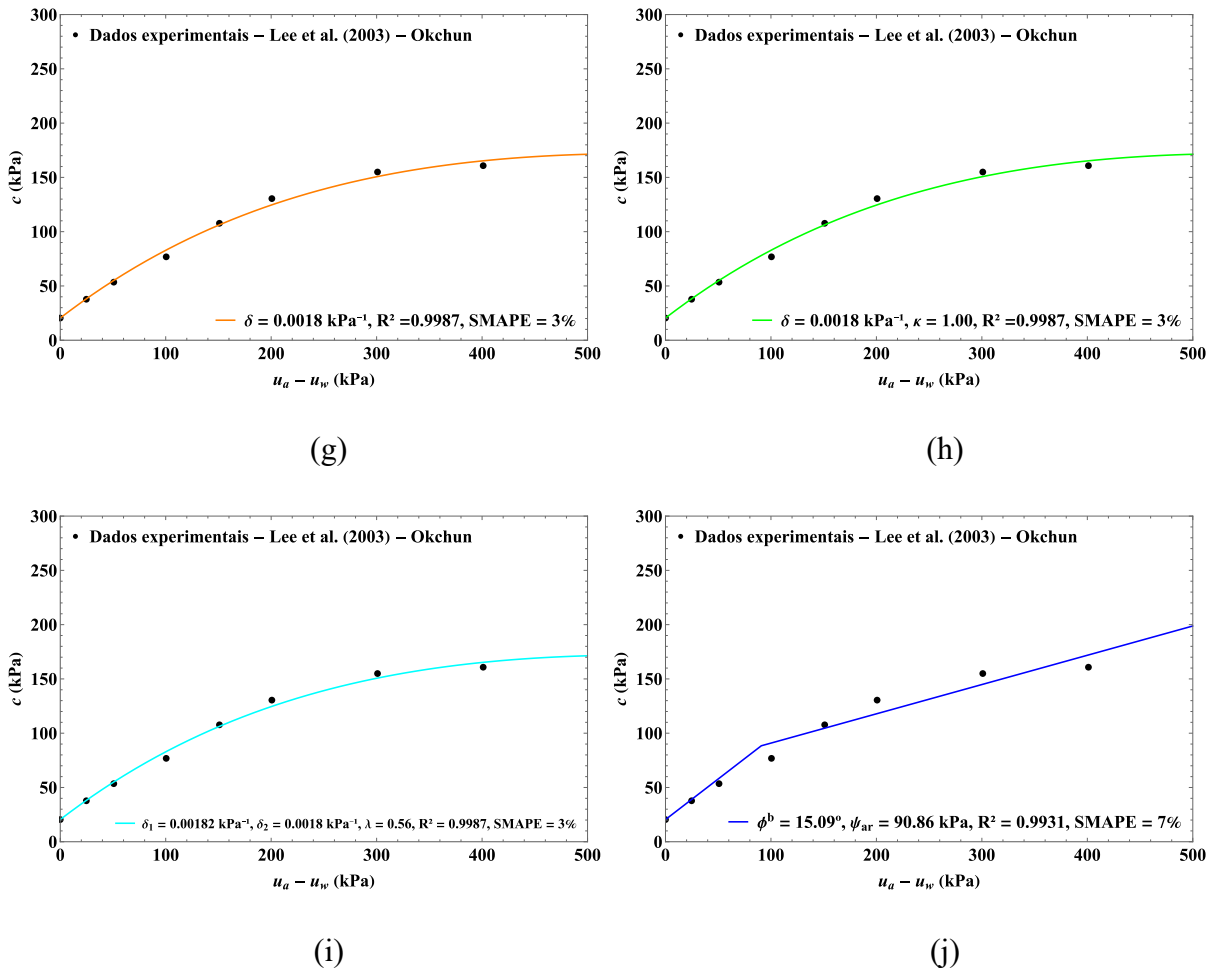 • Dados experimentais – Lee et al. (2003) – Okchun
300
250
200
150
100
50
0
c (kPa)
δ = 0.0018 kPa⁻¹, R² =0.9987, SMAPE = 3%
0 100 200 300 400 500
uₐ – u_w (kPa)
(g)
• Dados experimentais – Lee et al. (2003) – Okchun
300
250
200
150
100
50
0
c (kPa)
δ = 0.0018 kPa⁻¹, κ = 1.00, R² =0.9987, SMAPE = 3%
0 100 200 300 400 500
uₐ – u_w (kPa)
(h)
• Dados experimentais – Lee et al. (2003) – Okchun
300
250
200
150
100
50
0
c (kPa)
δ₁ = 0.00182 kPa⁻¹, δ₂ = 0.0018 kPa⁻¹, λ = 0.56, R² = 0.9987, SMAPE = 3%
0 100 200 300 400 500
uₐ – u_w (kPa)
(i)
• Dados experimentais – Lee et al. (2003) – Okchun
300
250
200
150
100
50
0
c (kPa)
ϕᵇ = 15.09º, ψ_ar = 90.86 kPa, R² = 0.9931, SMAPE = 7%
0 100 200 300 400 500
uₐ – u_w (kPa)
(j)